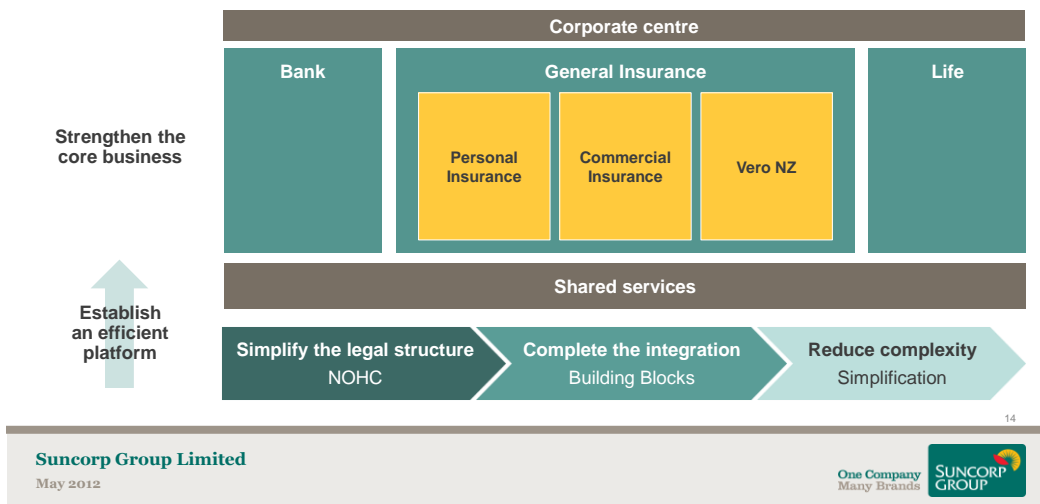 Corporate centre
Bank
General Insurance
Life
Strengthen the
core business
Personal
Insurance
Commercial
Insurance
Vero NZ
Shared services
Establish
an efficient
platform
Simplify the legal structure
NOHC
Complete the integration
Building Blocks
Reduce complexity
Simplification
14
Suncorp Group Limited
May 2012
One Company
Many Brands
SUNCORP
GROUP